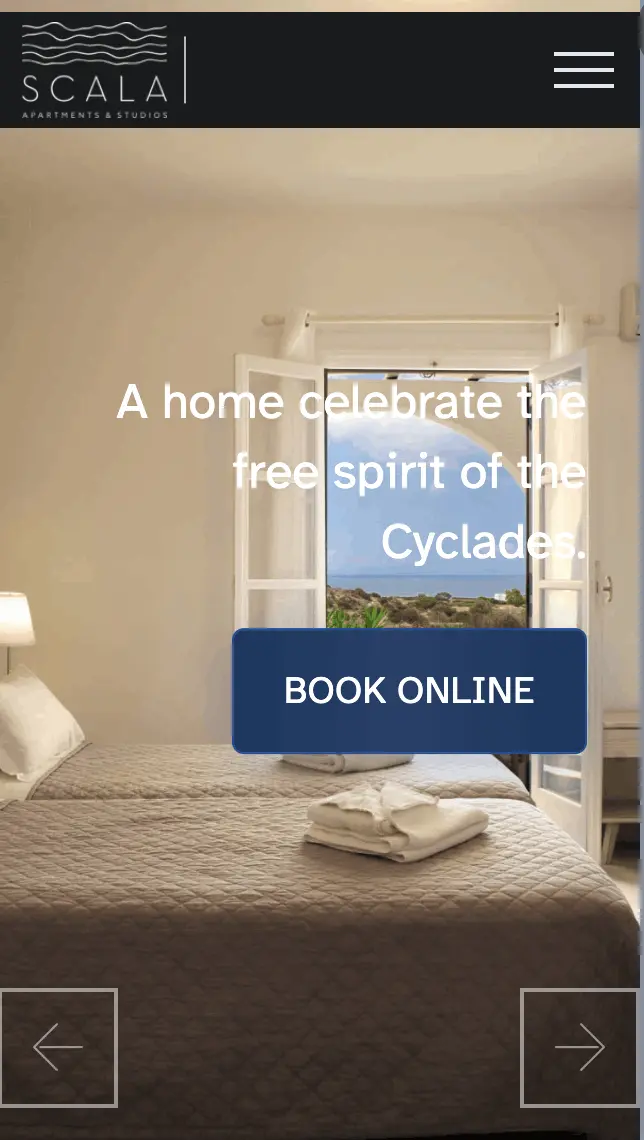 SCALA
APARTMENTS & STUDIOS
A home celebrate the
free spirit of the
Cyclades.
BOOK ONLINE